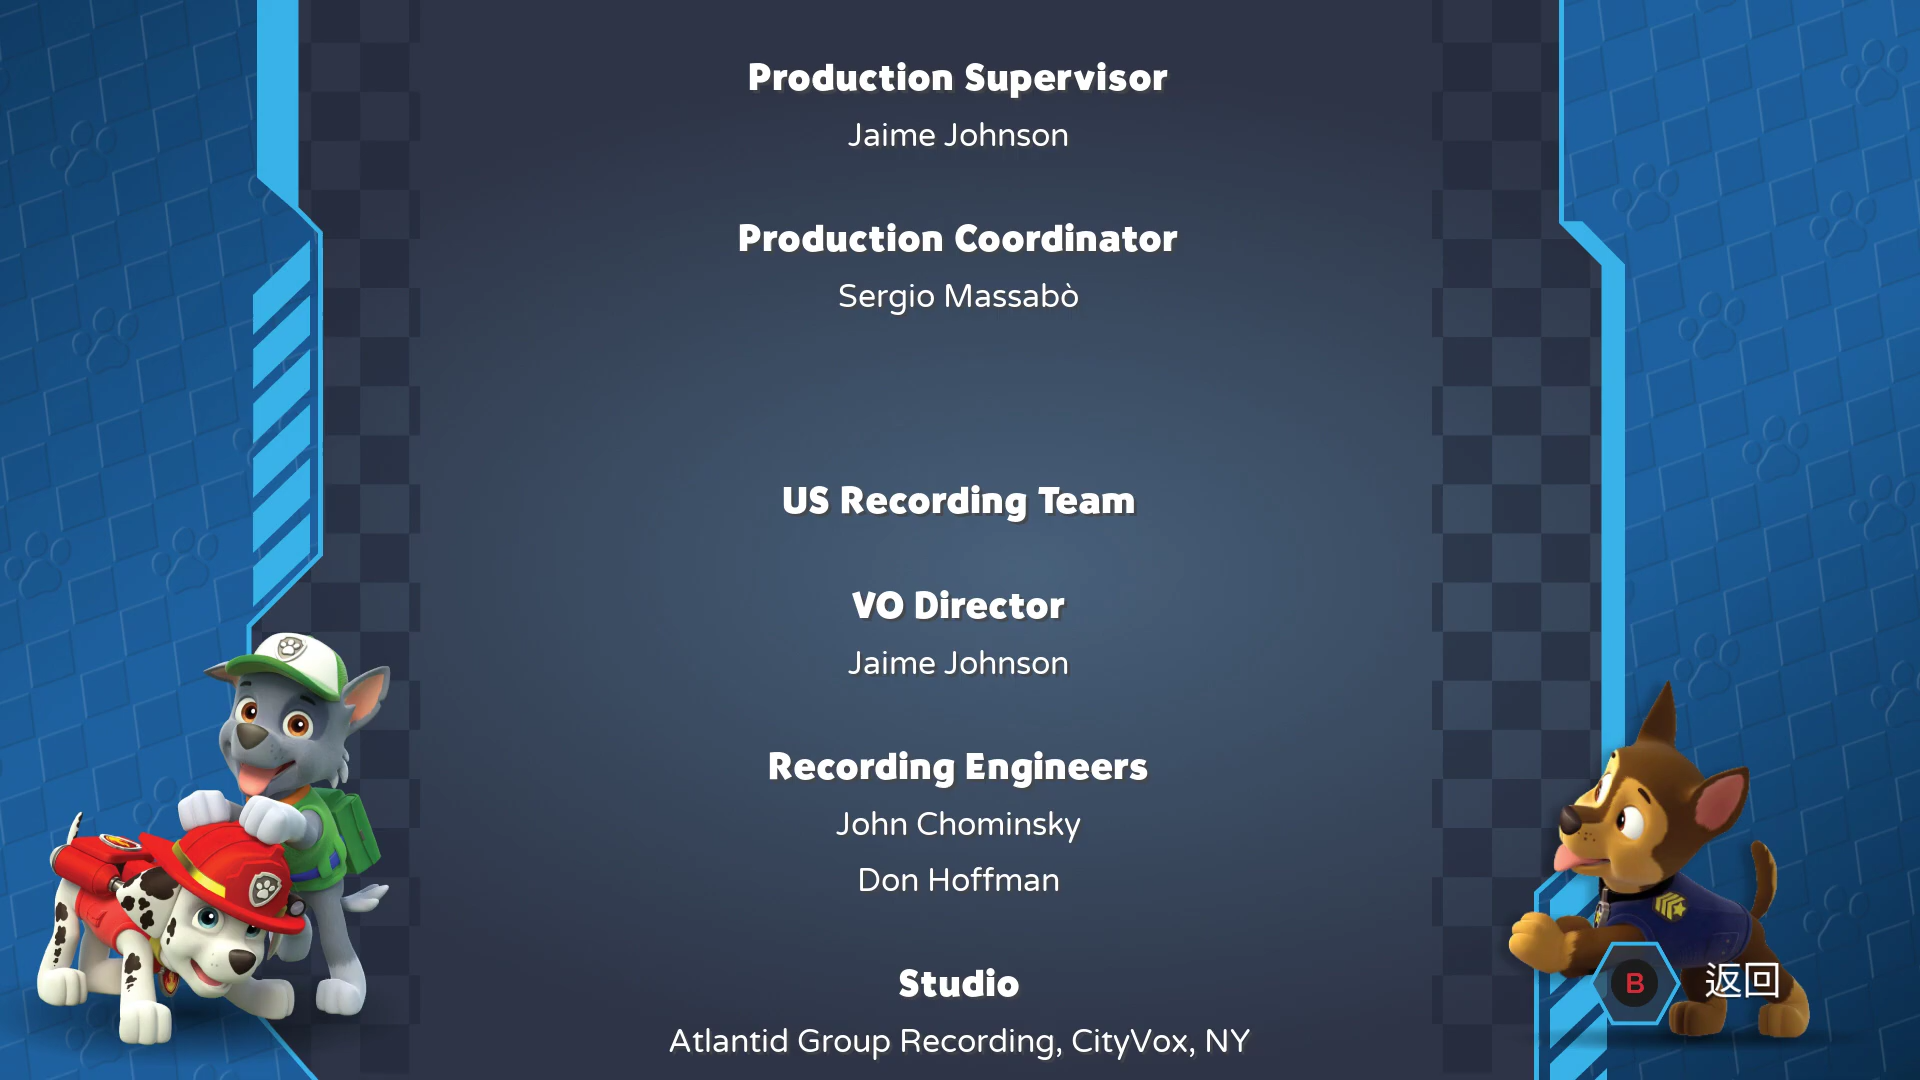 Production Supervisor
Jaime Johnson
Production Coordinator
Sergio Massabò
US Recording Team
VO Director
Jaime Johnson
Recording Engineers
John Chominsky
Don Hoffman
Studio
Atlantid Group Recording, CityVox, NY
B 返回